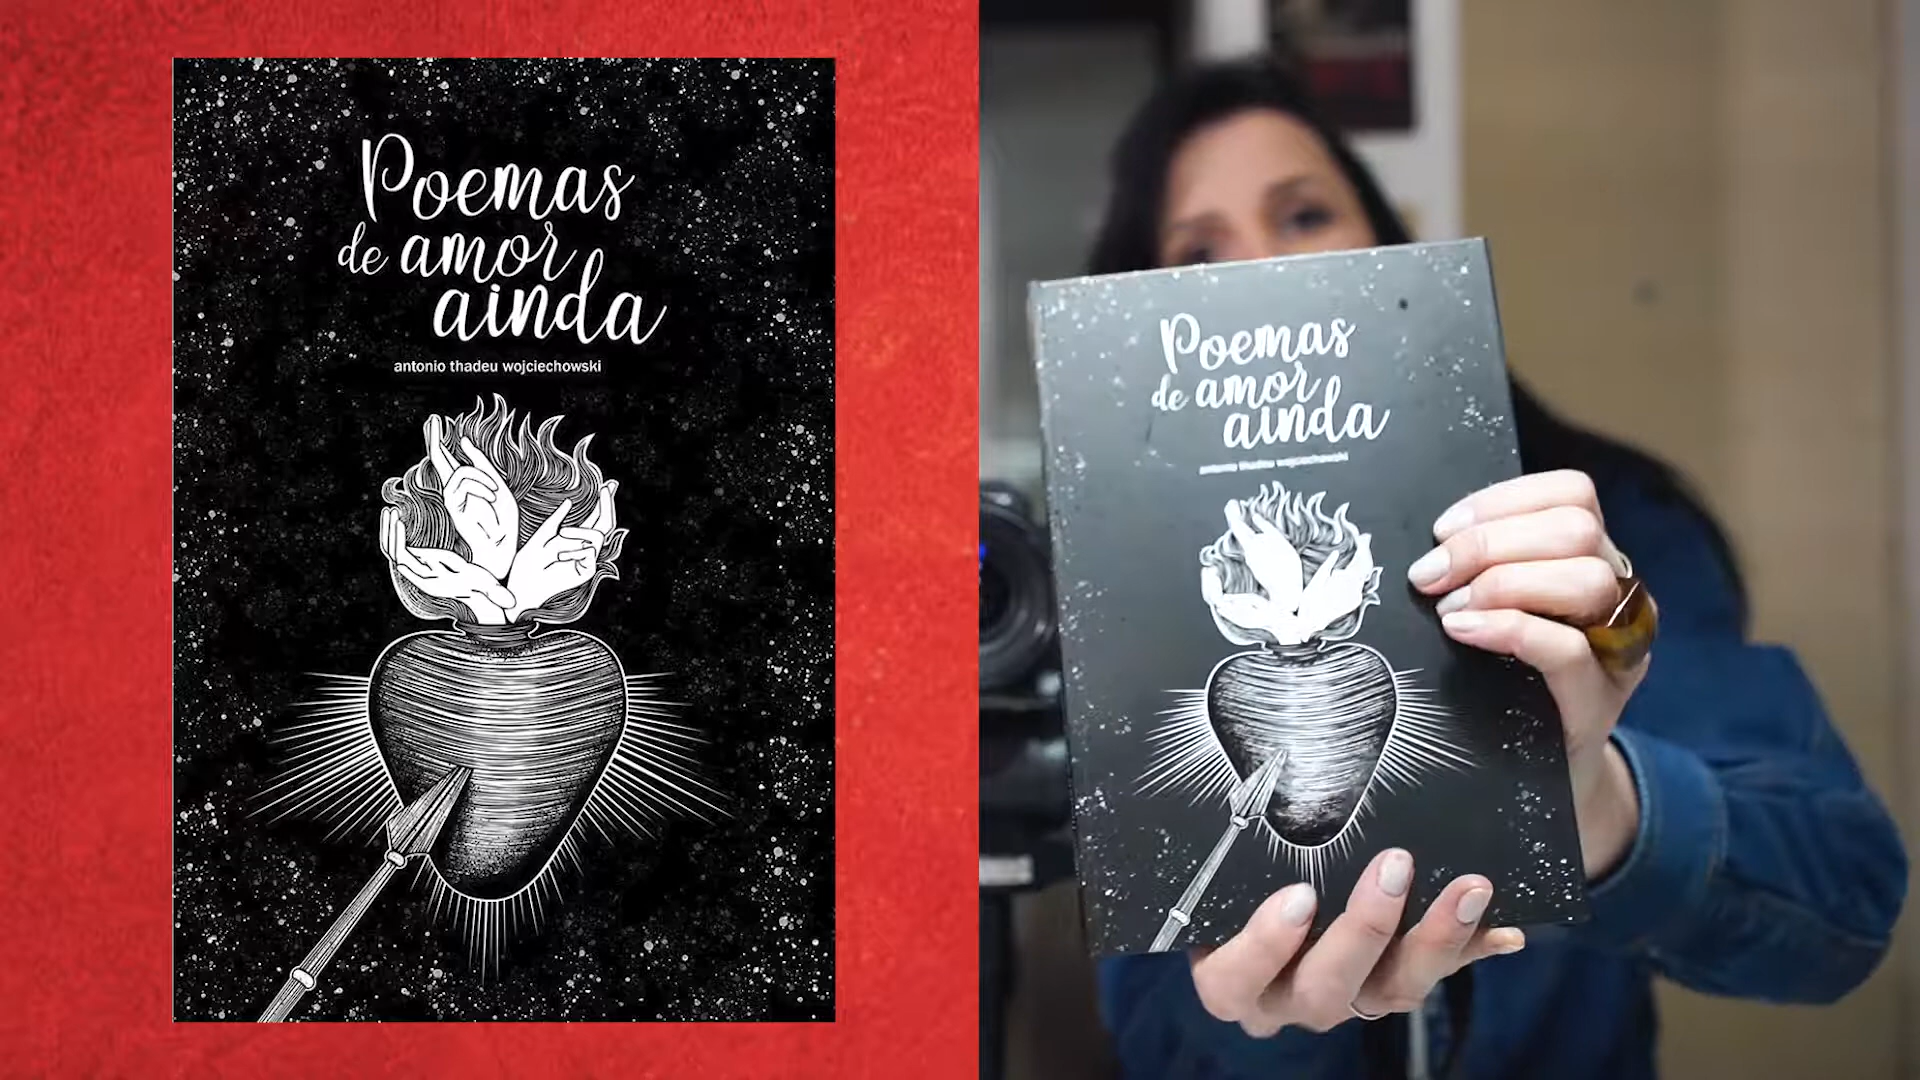 Poemas
de amor
ainda
antonio thadeu wojciechowski
Poemas
de amor
ainda
antonio thadeu wojciechowski